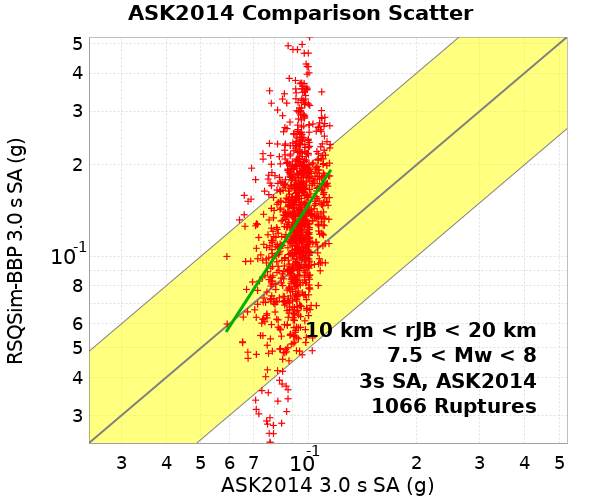 ASK2014 Comparison Scatter
RSQSim-BBP 3.0 s SA (g)
5
4
3
2
10-1
8
6
5
4
3
10 km < rJB < 20 km
7.5 < Mw < 8
3s SA, ASK2014
1066 Ruptures
3 4 5 6 7 10-1 2 3 4 5
ASK2014 3.0 s SA (g)